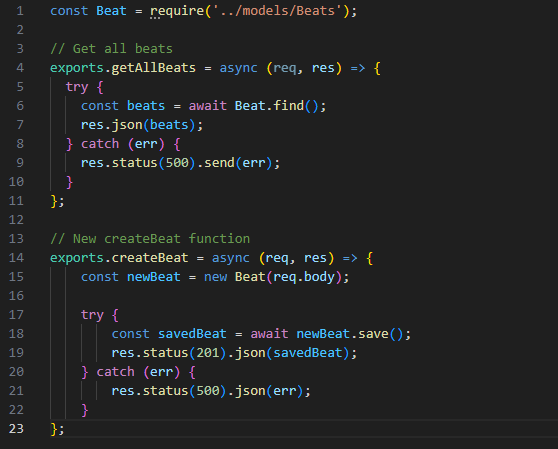 1 const Beat = require('../models/Beats');
2
3 // Get all beats
4 exports.getAllBeats = async (req, res) => {
5   try {
6     const beats = await Beat.find();
7     res.json(beats);
8   } catch (err) {
9     res.status(500).send(err);
10   }
11 };
12
13 // New createBeat function
14 exports.createBeat = async (req, res) => {
15     const newBeat = new Beat(req.body);
16
17     try {
18         const savedBeat = await newBeat.save();
19         res.status(201).json(savedBeat);
20     } catch (err) {
21         res.status(500).json(err);
22     }
23 };